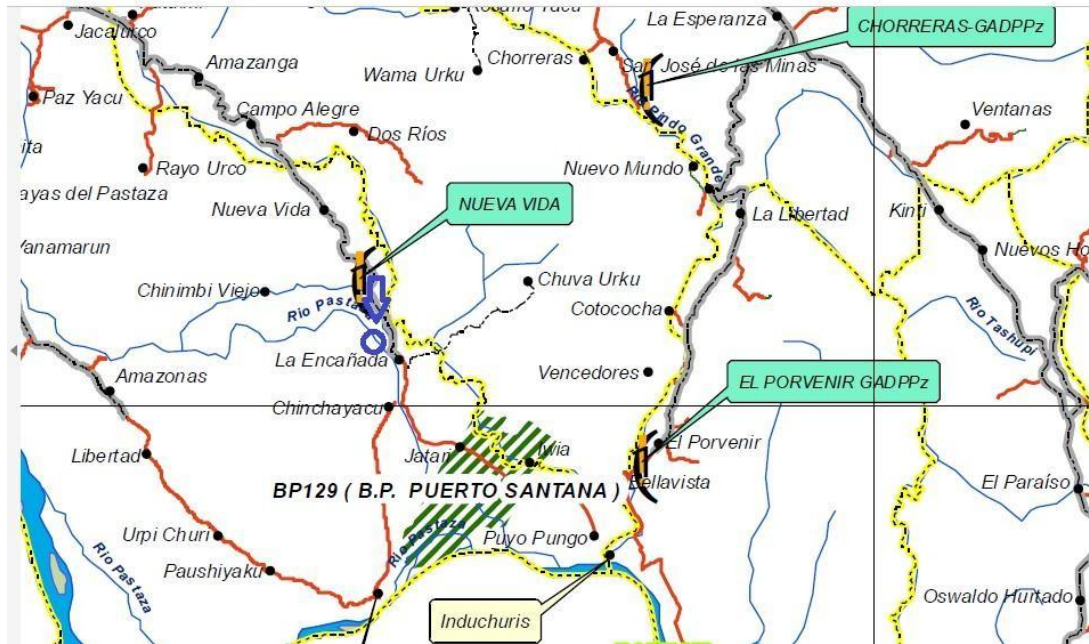 Jacalurco
Amazanga
Paz Yacu
Campo Alegre
Dos Ríos
Rayo Urco
ayas del Pastaza
Nueva Vida
NUEVA VIDA
Chinimbi Viejo
Rio Pastaza
La Encañada
Amazonas
Chinchayacu
Libertad
Jatari
Iwia
BP129 ( B.P. PUERTO SANTANA )
Urpi Churi
Paushiyaku
Rio Pastaza
Rio Pastaza
Puyo Pungo
Induchuris
Wama Urku
Chorreras
La Esperanza
CHORRERAS-GADPPz
San José de las Minas
Rio Pindo Grande
Nuevo Mundo
La Libertad
Ventanas
Kinti
Nuevos Ho
Chuva Urku
Cotococha
Rio Tashupi
Vencedores
EL PORVENIR GADPPz
El Porvenir
Bellavista
El Paraíso
Oswaldo Hurtado